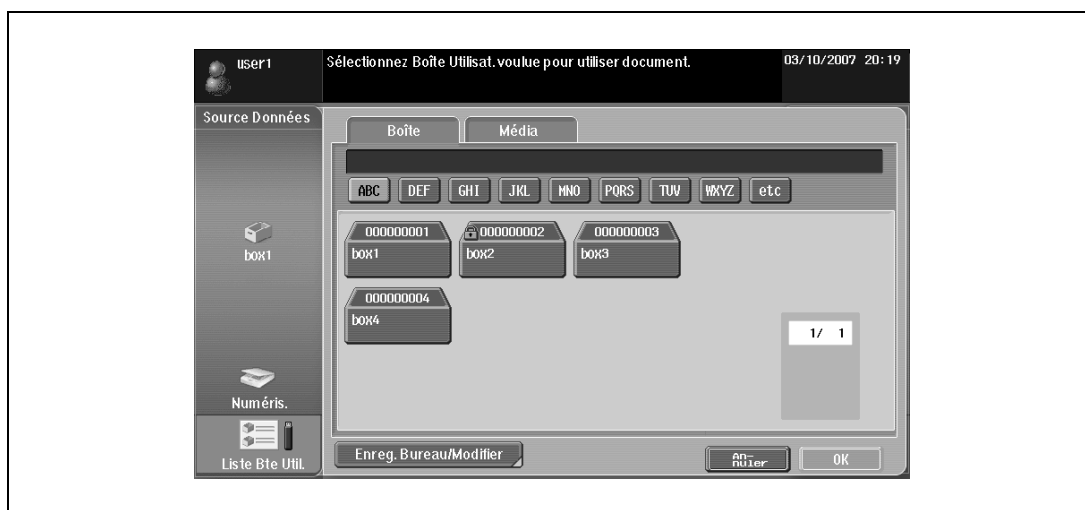 user1
Sélectionnez Boîte Utilisat. voulue pour utiliser document.
03/10/2007 20:19
Source Données
Boîte
Média
ABC DEF GHI JKL MNO PQRS TUV WXYZ etc
000000001
box1
000000002
box2
000000003
box3
000000004
box4
box1
1/ 1
Numéris.
Liste Bte Util.
Enreg. Bureau/Modifier
An-
nuler
OK